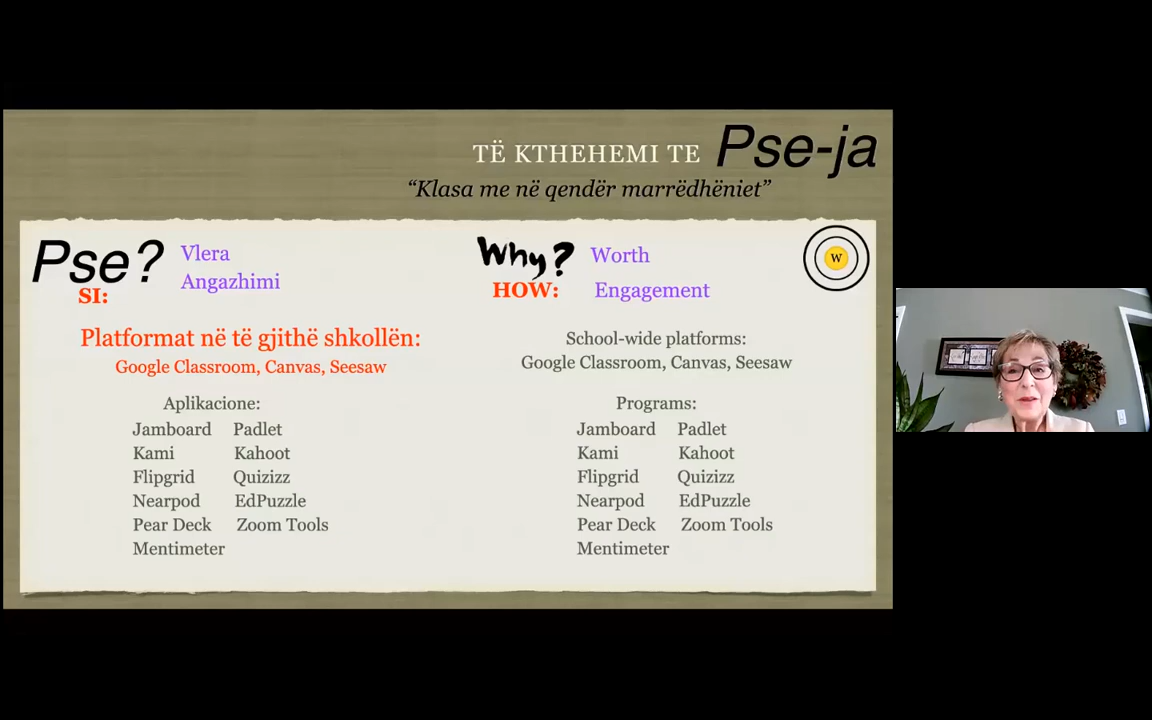 TË KTHEHEMI TE Pse-ja
“Klasa me në qendër marrëdhëniet”
Pse?
Vlera
Angazhimi
SI:
Platformat në të gjithë shkollën:
Google Classroom, Canvas, Seesaw
Aplikacione:
Jamboard Padlet
Kami Kahoot
Flipgrid Quizizz
Nearpod EdPuzzle
Pear Deck Zoom Tools
Mentimeter
Why?
Worth
HOW:
Engagement
W
School-wide platforms:
Google Classroom, Canvas, Seesaw
Programs:
Jamboard Padlet
Kami Kahoot
Flipgrid Quizizz
Nearpod EdPuzzle
Pear Deck Zoom Tools
Mentimeter